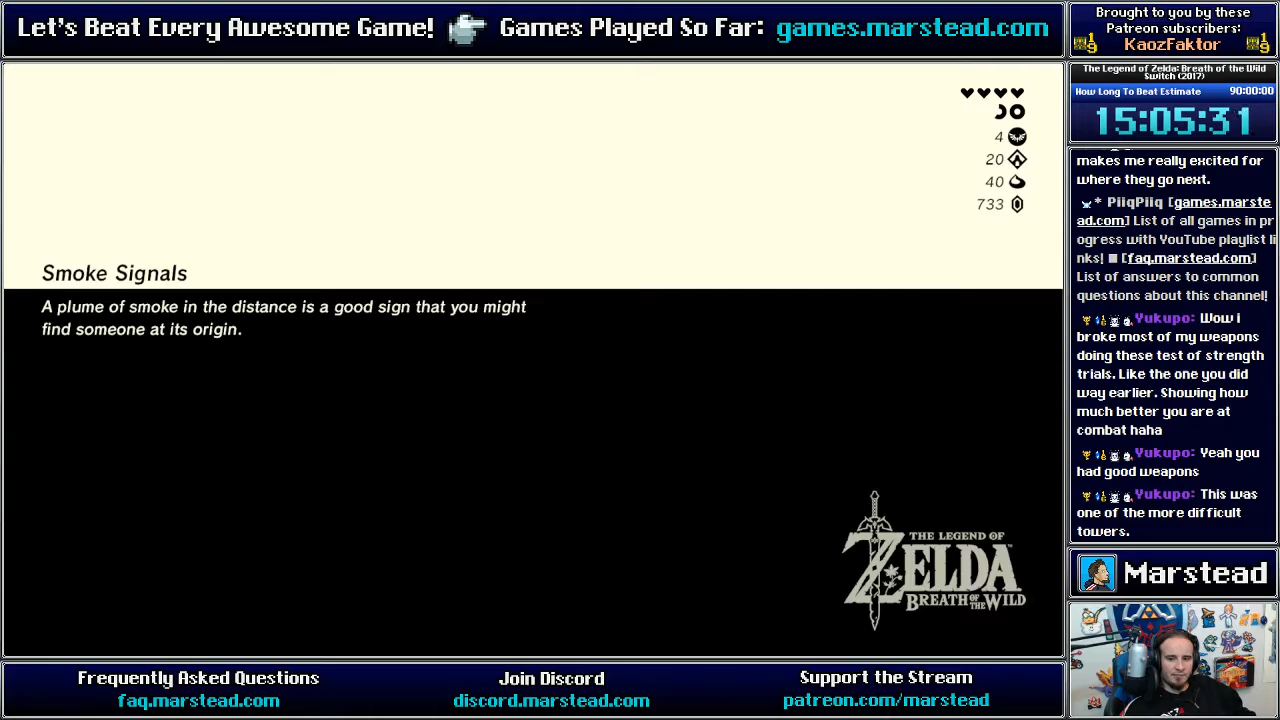 Let's Beat Every Awesome Game!
Games Played So Far: games.marstead.com
Brought to you by these
Patreon subscribers:
KaozFaktor
The Legend of Zelda: Breath of the Wild
Switch (2017)
How Long To Beat Estimate 90:00:00
15:05:31
4
20
40
733
Smoke Signals
A plume of smoke in the distance is a good sign that you might
find someone at its origin.
THE LEGEND OF
ZELDA
BREATH OF THE WILD
makes me really excited for
where they go next.
* PiiqPiiq [games.marste
ad.com] List of all games in pr
ogress with YouTube playlist li
nks! ■ [faq.marstead.com]
List of answers to common
questions about this channel!
Yukupo: Wow i
broke most of my weapons
doing these test of strength
trials. Like the one you did
way earlier. Showing how
much better you are at
combat haha
Yukupo: Yeah you
had good weapons
Yukupo: This was
one of the more difficult
towers.
Marstead
Frequently Asked Questions
faq.marstead.com
Join Discord
discord.marstead.com
Support the Stream
patreon.com/marstead